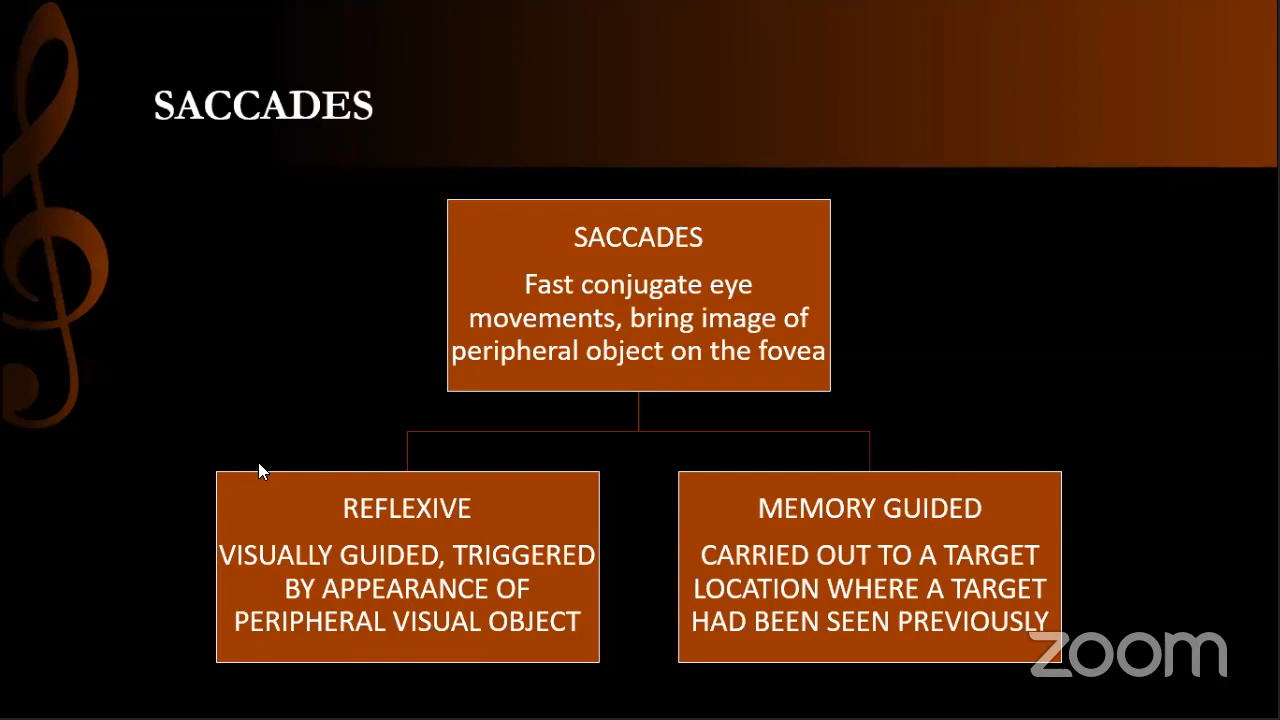 SACCADES
SACCADES
Fast conjugate eye
movements, bring image of
peripheral object on the fovea
REFLEXIVE
VISUALLY GUIDED, TRIGGERED
BY APPEARANCE OF
PERIPHERAL VISUAL OBJECT
MEMORY GUIDED
CARRIED OUT TO A TARGET
LOCATION WHERE A TARGET
HAD BEEN SEEN PREVIOUSLY
zoom